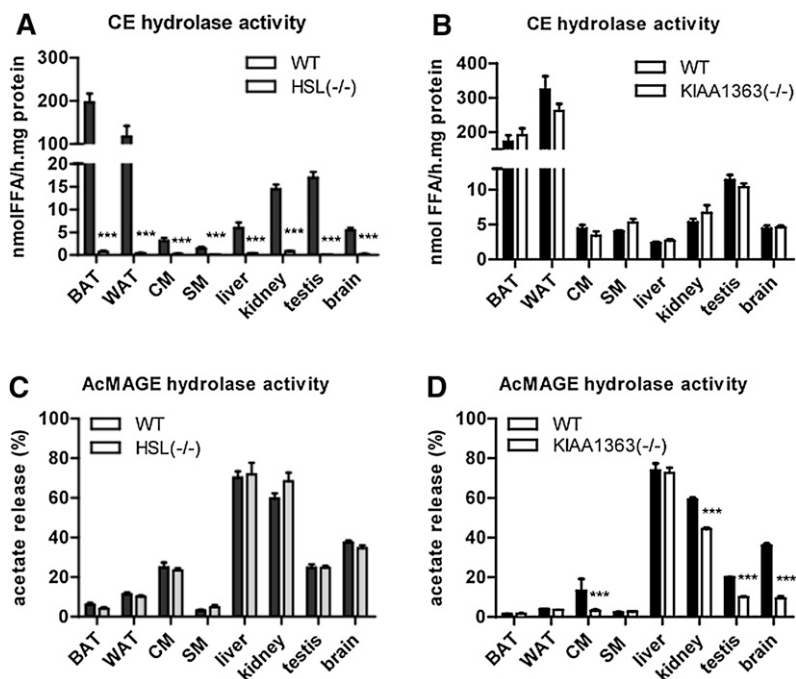 A
CE hydrolase activity
nmolFFA/h.mg protein
300
200
100
20
15
10
5
0
WT
HSL(-/-)
***
***
***
***
***
***
***
***
BAT
WAT
CM
SM
liver
kidney
testis
brain
B
CE hydrolase activity
nmol FFA/h.mg protein
400
300
200
10
5
0
WT
KIAA1363(-/-)
BAT
WAT
CM
SM
liver
kidney
testis
brain
C
AcMAGE hydrolase activity
acetate release (%)
100
80
60
40
20
0
WT
HSL(-/-)
BAT
WAT
CM
SM
liver
kidney
testis
brain
D
AcMAGE hydrolase activity
acetate release (%)
100
80
60
40
20
0
WT
KIAA1363(-/-)
***
***
***
***
BAT
WAT
CM
SM
liver
kidney
testis
brain